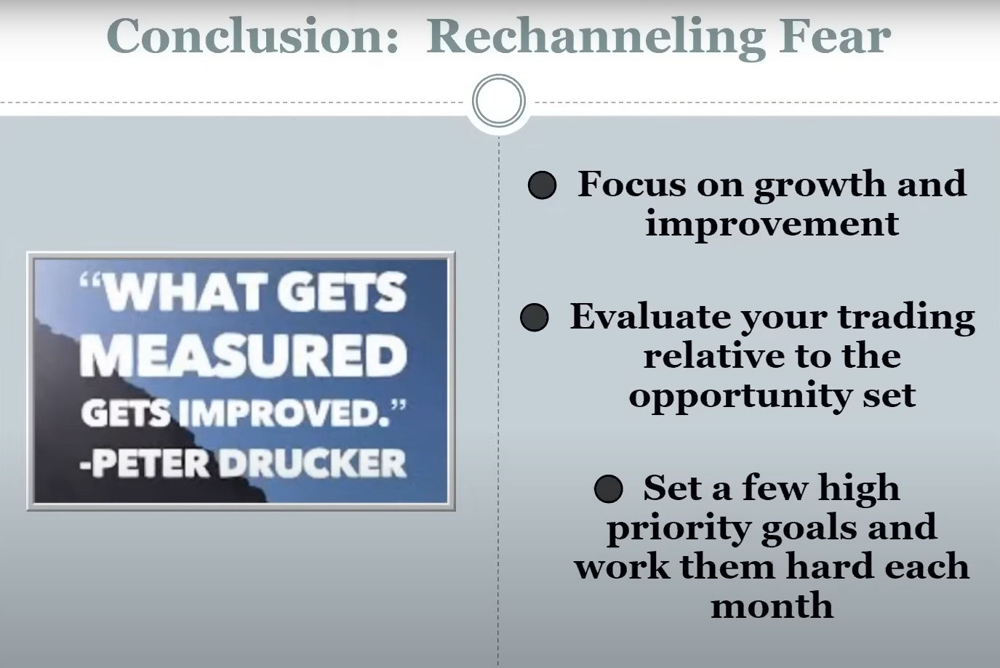 Conclusion: Rechanneling Fear
“WHAT GETS
MEASURED
GETS IMPROVED.”
-PETER DRUCKER
Focus on growth and
improvement
Evaluate your trading
relative to the
opportunity set
Set a few high
priority goals and
work them hard each
month